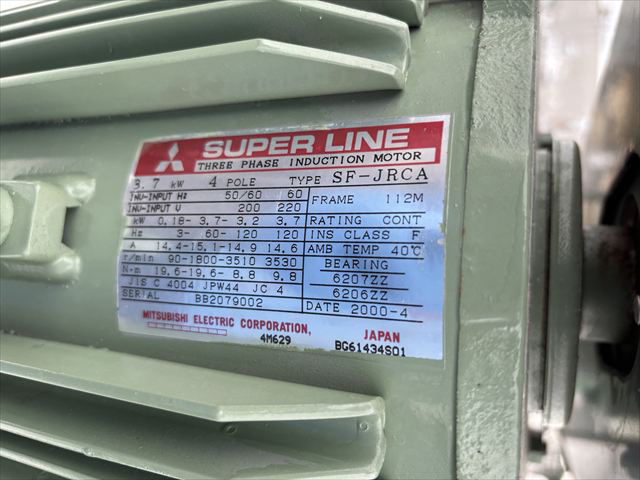 SUPER LINE
THREE PHASE INDUCTION MOTOR
3.7 kW 4 POLE TYPE SF-JRCA
INV-INPUT Hz 50/60 60 FRAME 112M
INV-INPUT V 200 220
kW 0.18- 3.7- 3.2 3.7 RATING CONT
Hz 3- 60- 120 120 INS CLASS F
A 14.4-15.1-14.9 14.6 AMB TEMP 40℃
r/min 90-1800-3510 3530 BEARING
N·m 19.6-19.6- 8.8 9.8 6207ZZ
JIS C 4004 JPW44 JC 4 6206ZZ
SERIAL BB2079002 DATE 2000-4
MITSUBISHI ELECTRIC CORPORATION, JAPAN
4M629 BG61434S01